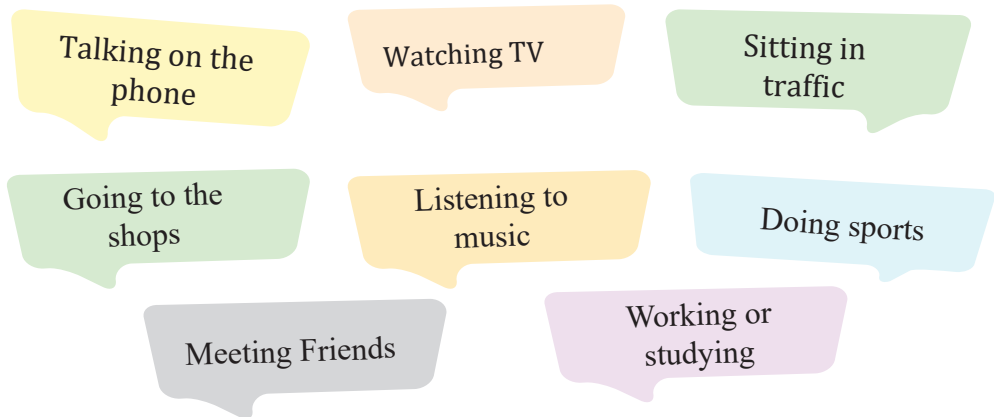 Talking on the
phone
Watching TV
Sitting in
traffic
Going to the
shops
Listening to
music
Doing sports
Meeting Friends
Working or
studying